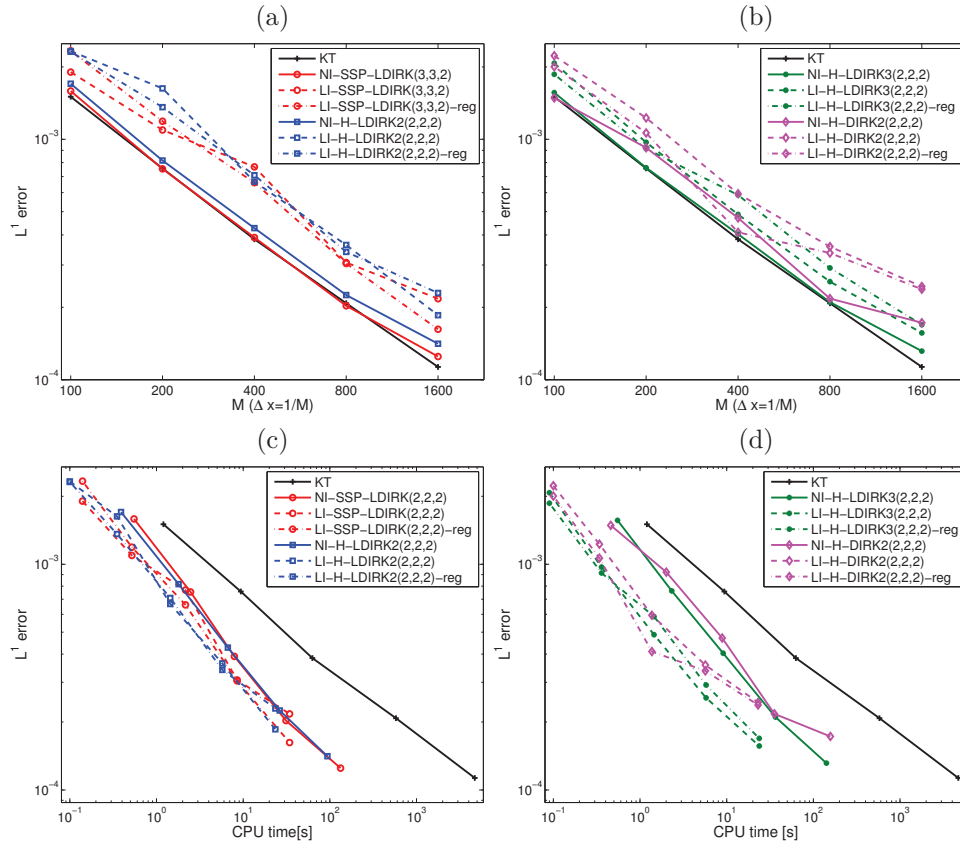 (a)
10⁻³
10⁻⁴
L¹ error
100
200
400
800
1600
M (Δ x=1/M)
KT
NI−SSP−LDIRK(3,3,2)
LI−SSP−LDIRK(3,3,2)
LI−SSP−LDIRK(3,3,2)−reg
NI−H−LDIRK2(2,2,2)
LI−H−LDIRK2(2,2,2)
LI−H−LDIRK2(2,2,2)−reg
(b)
10⁻³
10⁻⁴
L¹ error
100
200
400
800
1600
M (Δ x=1/M)
KT
NI−H−LDIRK3(2,2,2)
LI−H−LDIRK3(2,2,2)
LI−H−LDIRK3(2,2,2)−reg
NI−H−DIRK2(2,2,2)
LI−H−DIRK2(2,2,2)
LI−H−DIRK2(2,2,2)−reg
(c)
10⁻³
10⁻⁴
L¹ error
10⁻¹
10⁰
10¹
10²
10³
CPU time[s]
KT
NI−SSP−LDIRK(2,2,2)
LI−SSP−LDIRK(2,2,2)
LI−SSP−LDIRK(2,2,2)−reg
NI−H−LDIRK2(2,2,2)
LI−H−LDIRK2(2,2,2)
LI−H−LDIRK2(2,2,2)−reg
(d)
10⁻³
10⁻⁴
L¹ error
10⁻¹
10⁰
10¹
10²
10³
CPU time [s]
KT
NI−H−LDIRK3(2,2,2)
LI−H−LDIRK3(2,2,2)
LI−H−LDIRK3(2,2,2)−reg
NI−H−DIRK2(2,2,2)
LI−H−DIRK2(2,2,2)
LI−H−DIRK2(2,2,2)−reg